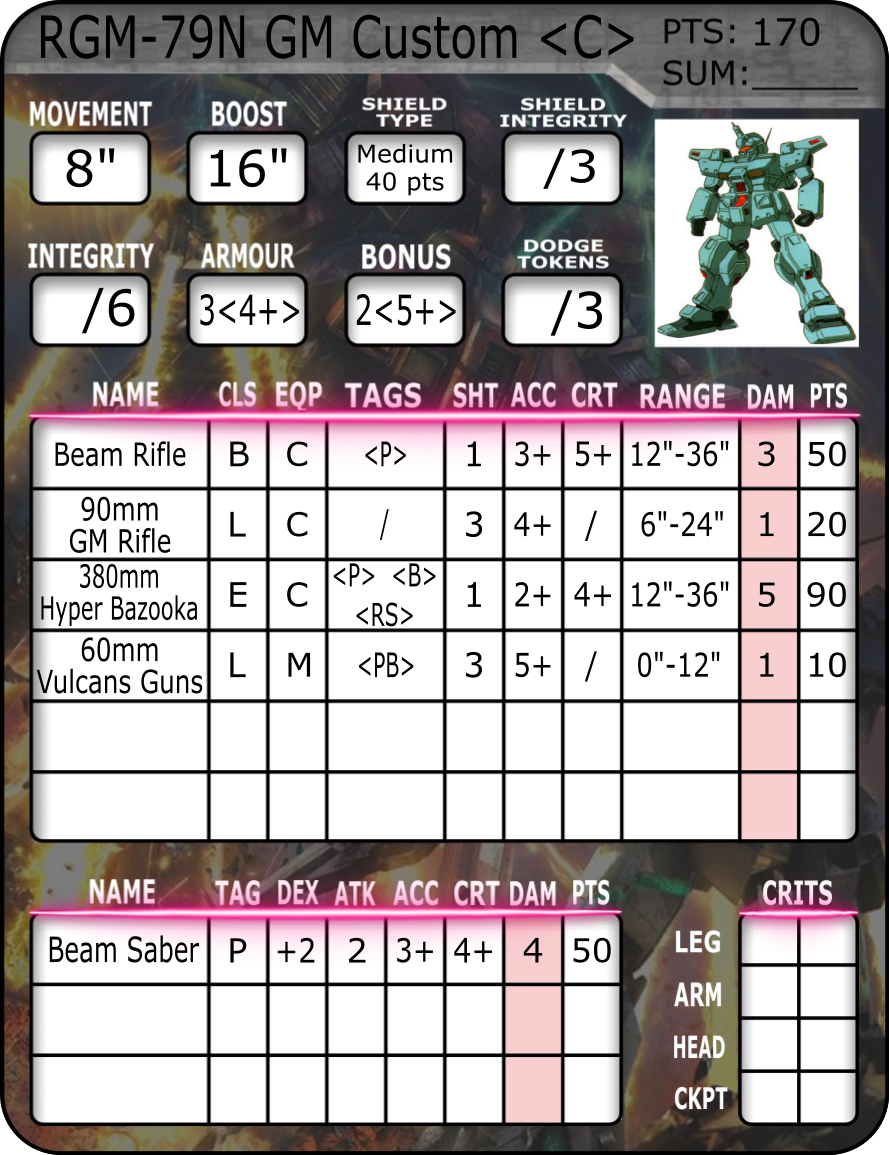 RGM-79N GM Custom <C>
PTS: 170
SUM:______
MOVEMENT BOOST SHIELD TYPE SHIELD INTEGRITY
8" 16" Medium 40 pts /3
INTEGRITY ARMOUR BONUS DODGE TOKENS
/6 3<4+> 2<5+> /3
NAME CLS EQP TAGS SHT ACC CRT RANGE DAM PTS
Beam Rifle B C <P> 1 3+ 5+ 12"-36" 3 50
90mm GM Rifle L C / 3 4+ / 6"-24" 1 20
380mm Hyper Bazooka E C <P> <B> <RS> 1 2+ 4+ 12"-36" 5 90
60mm Vulcans Guns L M <PB> 3 5+ / 0"-12" 1 10
NAME TAG DEX ATK ACC CRT DAM PTS
Beam Saber P +2 2 3+ 4+ 4 50
CRITS
LEG
ARM
HEAD
CKPT